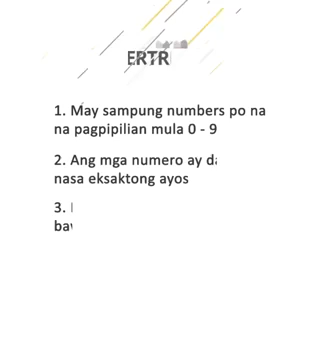 ERTR
1. May sampung numbers po na
na pagpipilian mula 0 - 9
2. Ang mga numero ay
nasa eksaktong ayos
3.